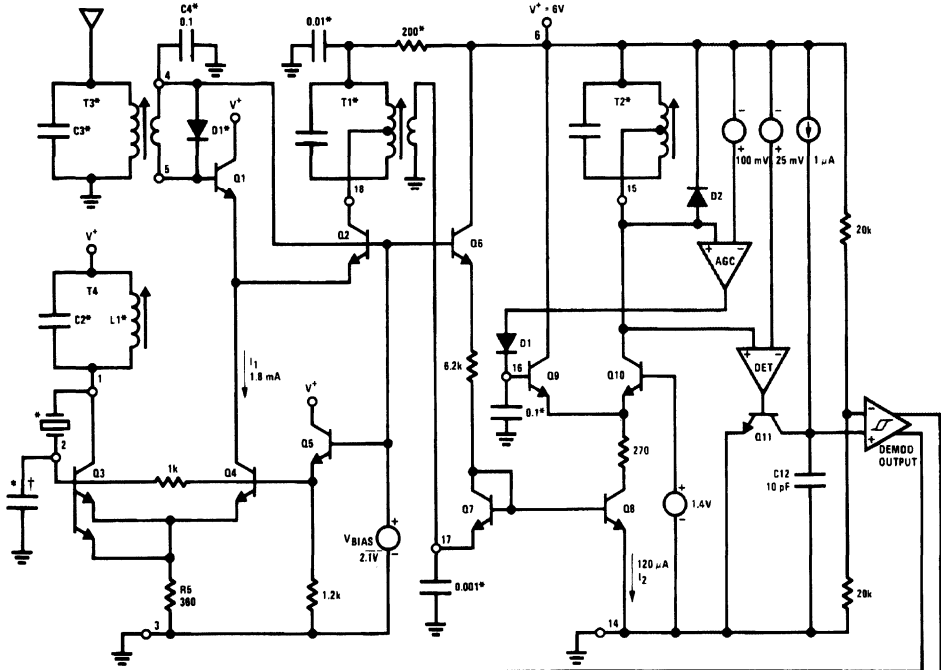 C4*
0.1
0.01*
200*
V+ = 6V
6
4
T3*
C3*
D1*
V+
5
Q1
T1*
18
T2*
15
D2
100 mV
25 mV
1 μA
20k
Q2
Q6
AGC
V+
T4
C2*
L1*
1
I1
1.8 mA
6.2k
D1
16
Q9
Q10
DET
0.1*
*
2
V+
Q5
Q3
1k
Q4
270
Q11
DEMOD
OUTPUT
C12
10 pF
* †
VBIAS
2.1V
Q7
Q8
1.4V
17
R5
360
1.2k
0.001*
120 μA
I2
20k
3
14